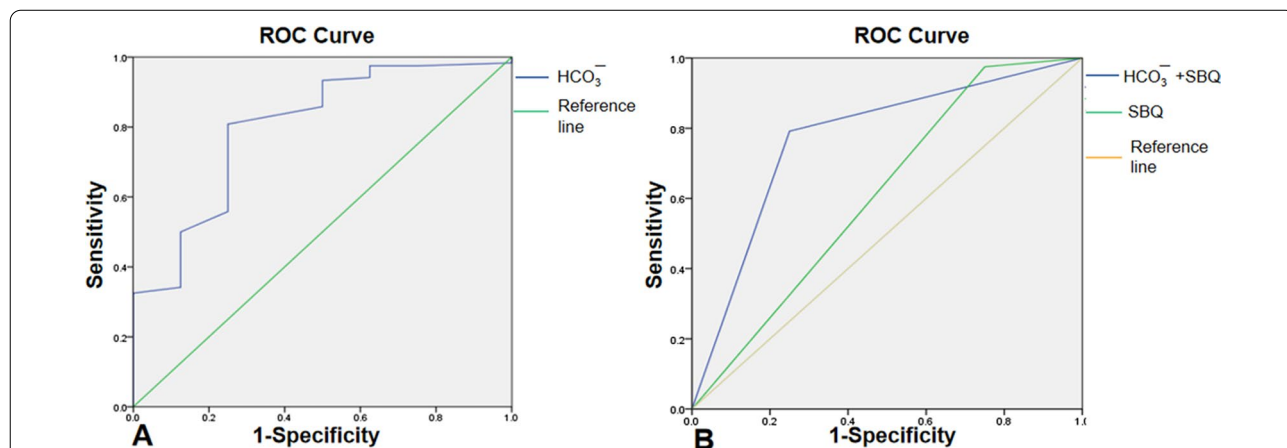 ROC Curve
1.0
0.8
0.6
0.4
0.2
0.0
Sensitivity
0.0 0.2 0.4 0.6 0.8 1.0
1-Specificity
A
HCO₃⁻
Reference
line
ROC Curve
1.0
0.8
0.6
0.4
0.2
0.0
Sensitivity
0.0 0.2 0.4 0.6 0.8 1.0
1-Specificity
B
HCO₃⁻ +SBQ
SBQ
Reference
line